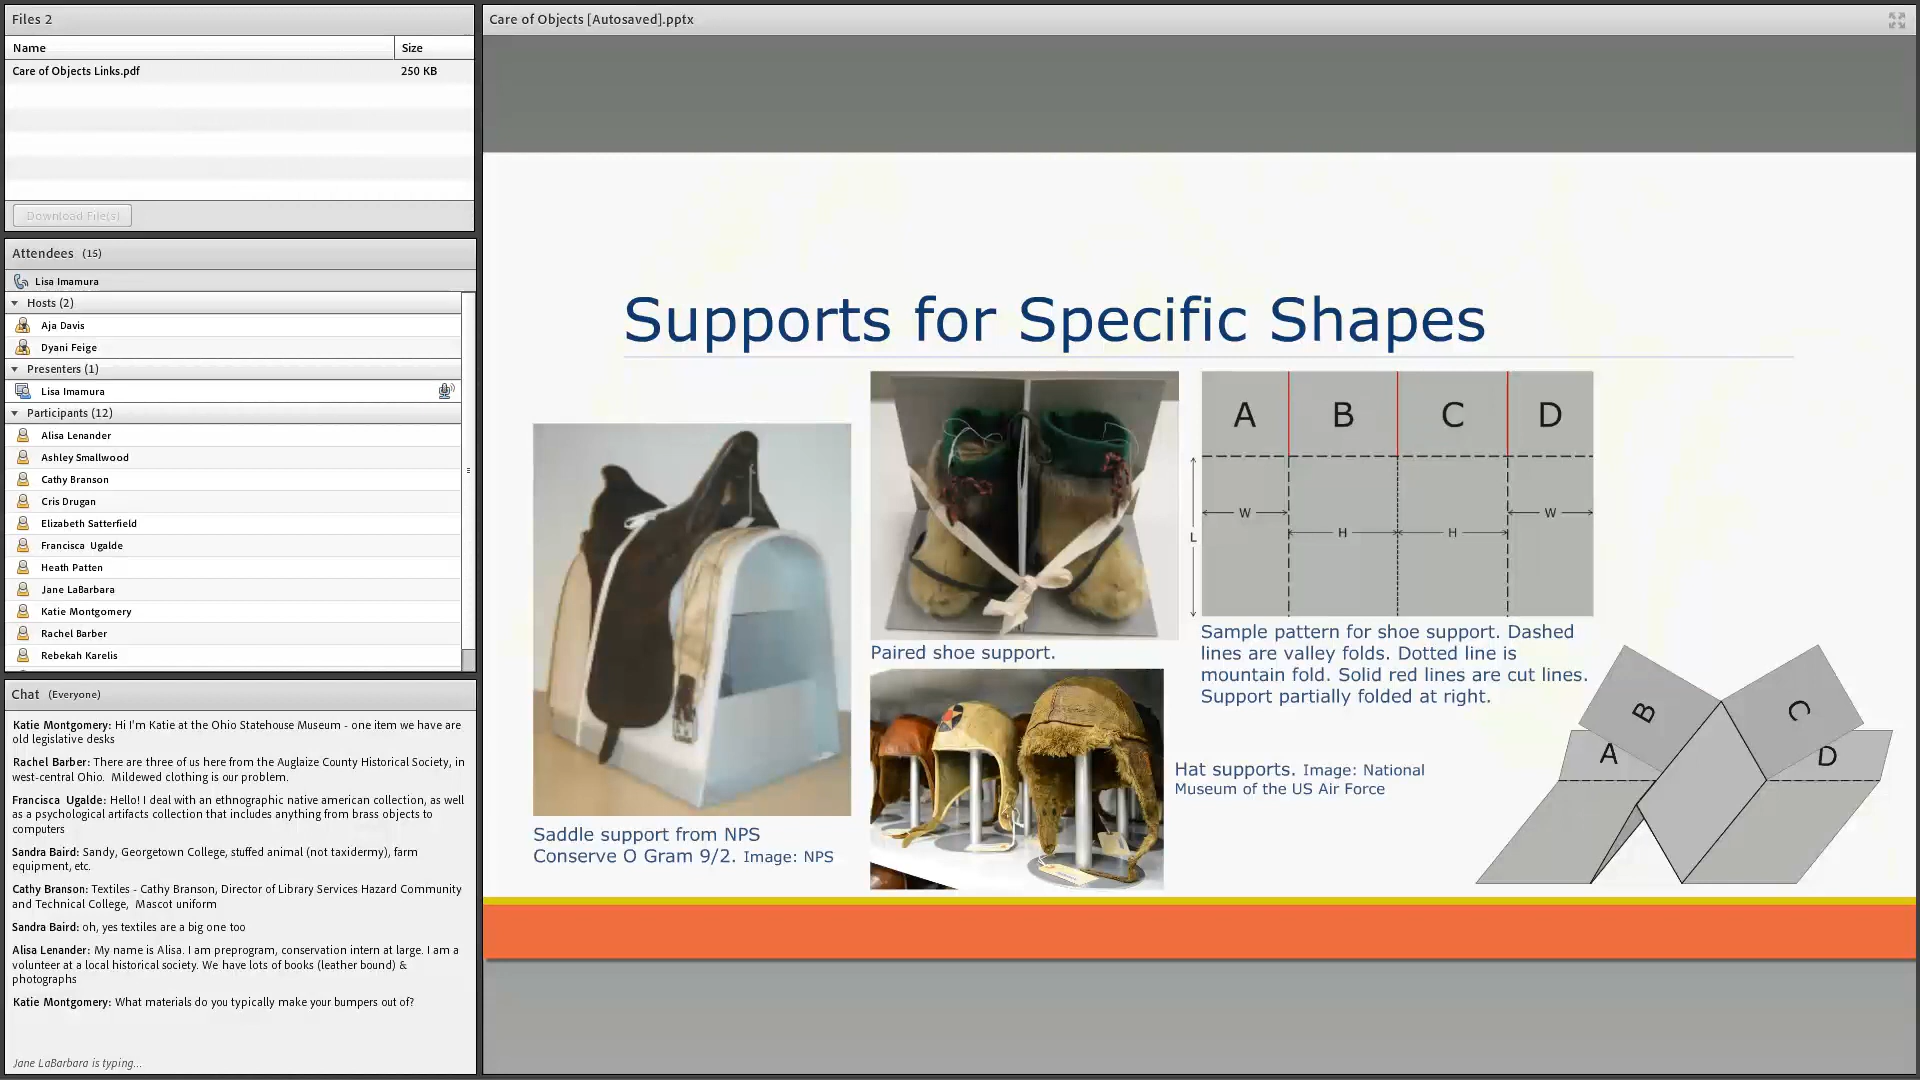 Files 2
Name Size
Care of Objects Links.pdf 250 KB
Download File(s)
Attendees (15)
Lisa Imamura
Hosts (2)
Aja Davis
Dyani Feige
Presenters (1)
Lisa Imamura
Participants (12)
Alisa Lenander
Ashley Smallwood
Cathy Branson
Cris Drugan
Elizabeth Satterfield
Francisca Ugalde
Heath Patten
Jane LaBarbara
Katie Montgomery
Rachel Barber
Rebekah Karelis
Chat (Everyone)
Katie Montgomery: Hi I'm Katie at the Ohio Statehouse Museum - one item we have are
old legislative desks
Rachel Barber: There are three of us here from the Auglaize County Historical Society, in
west-central Ohio. Mildewed clothing is our problem.
Francisca Ugalde: Hello! I deal with an ethnographic native american collection, as well
as a psychological artifacts collection that includes anything from brass objects to
computers
Sandra Baird: Sandy, Georgetown College, stuffed animal (not taxidermy), farm
equipment, etc.
Cathy Branson: Textiles - Cathy Branson, Director of Library Services Hazard Community
and Technical College, Mascot uniform
Sandra Baird: oh, yes textiles are a big one too
Alisa Lenander: My name is Alisa. I am preprogram, conservation intern at large. I am a
volunteer at a local historical society. We have lots of books (leather bound) &
photographs
Katie Montgomery: What materials do you typically make your bumpers out of?
Jane LaBarbara is typing...
Care of Objects [Autosaved].pptx
Supports for Specific Shapes
Saddle support from NPS
Conserve O Gram 9/2. Image: NPS
Paired shoe support.
A B C D
W W
H H
L
Sample pattern for shoe support. Dashed
lines are valley folds. Dotted line is
mountain fold. Solid red lines are cut lines.
Support partially folded at right.
Hat supports. Image: National
Museum of the US Air Force
B C
A D